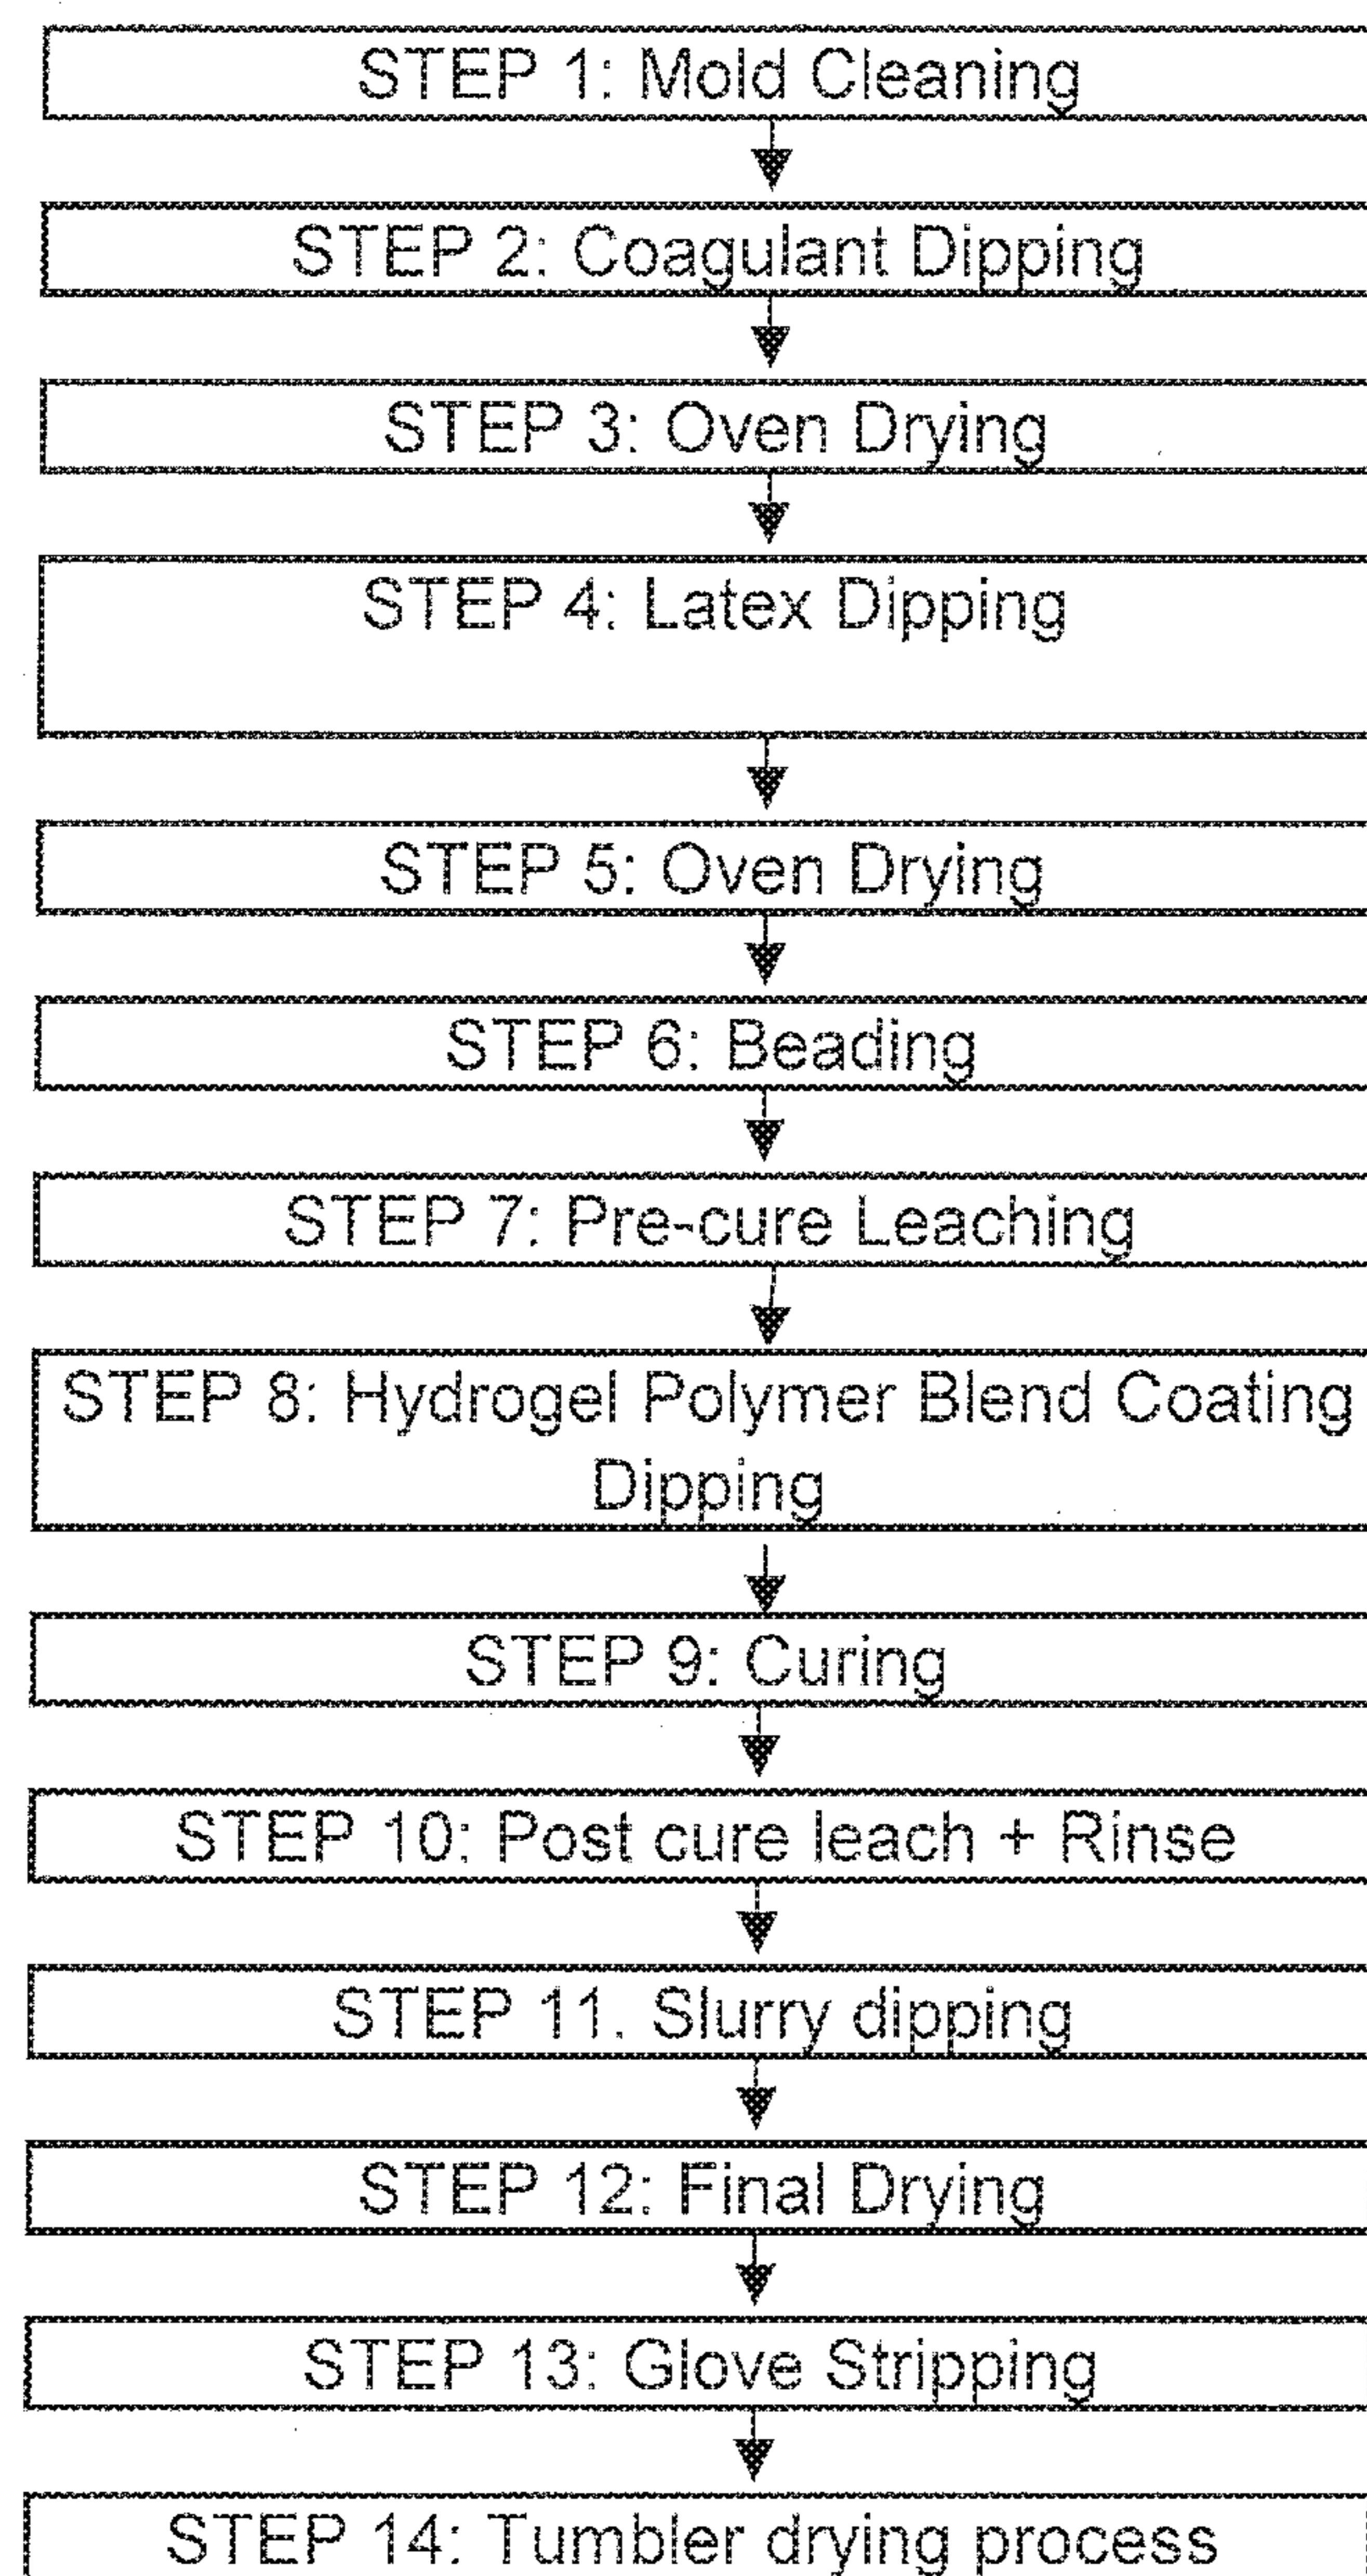 STEP 1: Mold Cleaning
STEP 2: Coagulant Dipping
STEP 3: Oven Drying
STEP 4: Latex Dipping
STEP 5: Oven Drying
STEP 6: Beading
STEP 7: Pre-cure Leaching
STEP 8: Hydrogel Polymer Blend Coating
Dipping
STEP 9: Curing
STEP 10: Post cure leach + Rinse
STEP 11. Slurry dipping
STEP 12: Final Drying
STEP 13: Glove Stripping
STEP 14: Tumbler drying process